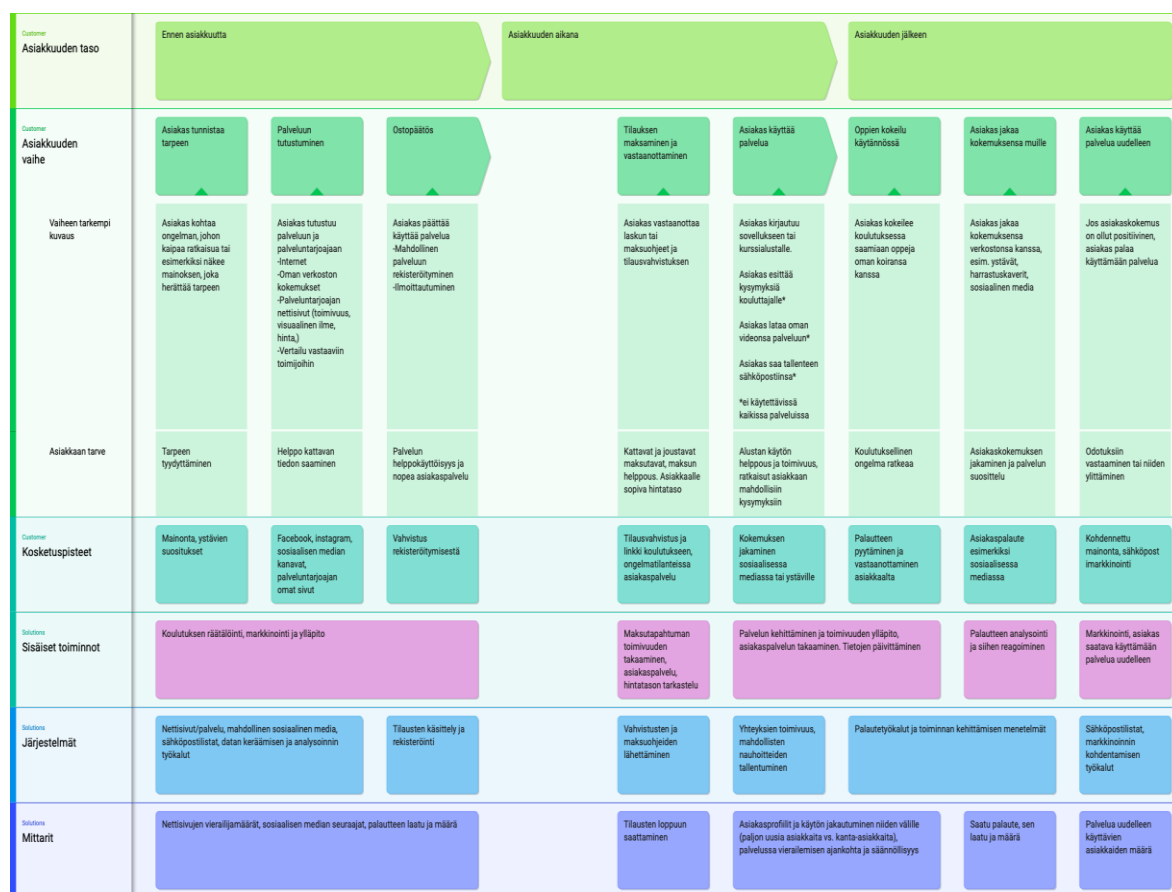 Customer
Asiakkuuden taso
Ennen asiakkuutta
Asiakkuuden aikana
Asiakkuuden jälkeen
Customer
Asiakkuuden
vaihe
Asiakas tunnistaa
tarpeen
Palveluun
tutustuminen
Ostopäätös
Tilauksen
maksaminen ja
vastaanottaminen
Asiakas käyttää
palvelua
Oppien kokeilu
käytännössä
Asiakas jakaa
kokemuksensa muille
Asiakas käyttää
palvelua uudelleen
Vaiheen tarkempi
kuvaus
Asiakas kohtaa
ongelman, johon
kaipaa ratkaisua tai
esimerkiksi näkee
mainoksen, joka
herättää tarpeen
Asiakas tutustuu
palveluun ja
palveluntarjoajaan
-Internet
-Oman verkoston
kokemukset
-Palveluntarjoajan
nettisivut (toimivuus,
visuaalinen ilme,
hinta,)
-Vertailu vastaaviin
toimijoihin
Asiakas päättää
käyttää palvelua
-Mahdollinen
palveluun
rekisteröityminen
-Ilmoittautuminen
Asiakas vastaanottaa
laskun tai
maksuohjeet ja
tilausvahvistuksen
Asiakas kirjautuu
sovellukseen tai
kurssialustalle.
Asiakas esittää
kysymyksiä
kouluttajalle*
Asiakas lataa oman
videonsa palveluun*
Asiakas saa tallenteen
sähköpostiinsa*
*ei käytettävissä
kaikissa palveluissa
Asiakas kokeilee
koulutuksessa
saamiaan oppeja
oman koiransa
kanssa
Asiakas jakaa
kokemuksensa
verkostonsa kanssa,
esim. ystävät,
harrastuskaverit,
sosiaalinen media
Jos asiakaskokemus
on ollut positiivinen,
asiakas palaa
käyttämään palvelua
Asiakkaan tarve
Tarpeen
tyydyttäminen
Helppo kattavan
tiedon saaminen
Palvelun
helppokäyttöisyys ja
nopea asiakaspalvelu
Kattavat ja joustavat
maksutavat, maksun
helppous. Asiakkaalle
sopiva hintataso
Alustan käytön
helppous ja toimivuus,
ratkaisut asiakkaan
mahdollisiin
kysymyksiin
Koulutuksellinen
ongelma ratkeaa
Asiakaskokemuksen
jakaminen ja palvelun
suosittelu
Odotuksiin
vastaaminen tai niiden
ylittäminen
Customer
Kosketuspisteet
Mainonta, ystävien
suositukset
Facebook, instagram,
sosiaalisen median
kanavat,
palveluntarjoajan
omat sivut
Vahvistus
rekisteröitymisestä
Tilausvahvistus ja
linkki koulutukseen,
ongelmatilanteissa
asiakaspalvelu
Kokemuksen
jakaminen
sosiaalisessa
mediassa tai ystäville
Palautteen
pyytäminen ja
vastaanottaminen
asiakkaalta
Asiakaspalaute
esimerkiksi
sosiaalisessa
mediassa
Kohdennettu
mainonta, sähköpost
imarkkinointi
Solutions
Sisäiset toiminnot
Koulutuksen räätälöinti, markkinointi ja ylläpito
Maksutapahtuman
toimivuuden
takaaminen,
asiakaspalvelu,
hintatason tarkastelu
Palvelun kehittäminen ja toimivuuden ylläpito,
asiakaspalvelun takaaminen. Tietojen päivittäminen
Palautteen analysointi
ja siihen reagoiminen
Markkinointi, asiakas
saatava käyttämään
palvelua uudelleen
Solutions
Järjestelmät
Nettisivut/palvelu, mahdollinen sosiaalinen media,
sähköpostilistat, datan keräämisen ja analysoinnin
työkalut
Tilausten käsittely ja
rekisteröinti
Vahvistusten ja
maksuohjeiden
lähettäminen
Yhteyksien toimivuus,
mahdollisten
nauhoitteiden
tallentuminen
Palautetyökalut ja toiminnan kehittämisen menetelmät
Sähköpostilistat,
markkinoinnin
kohdentamisen
työkalut
Solutions
Mittarit
Nettisivujen vierailijamäärät, sosiaalisen median seuraajat, palautteen laatu ja määrä
Tilausten loppuun
saattaminen
Asiakasprofiilit ja käytön jakautuminen niiden välille
(paljon uusia asiakkaita vs. kanta-asiakkaita),
palvelussa vierailemisen ajankohta ja säännöllisyys
Saatu palaute, sen
laatu ja määrä
Palvelua uudelleen
käyttävien
asiakkaiden määrä